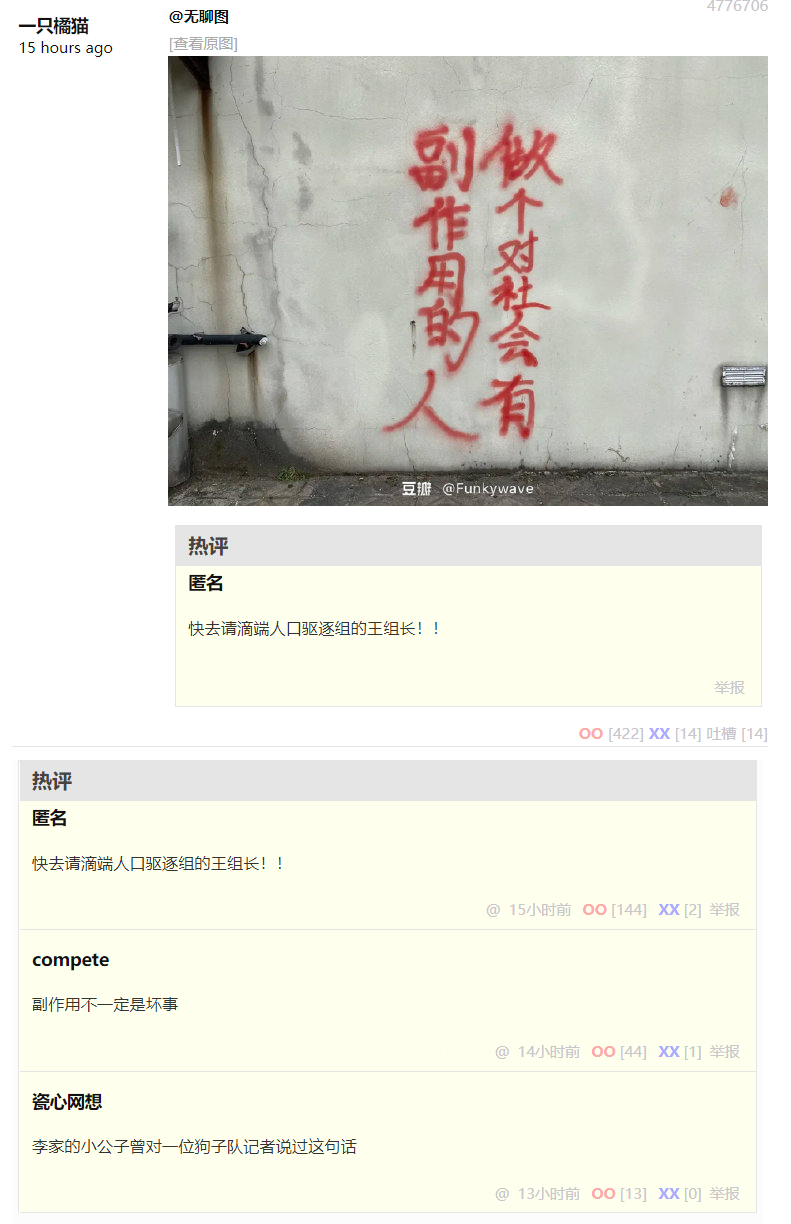 4776706
一只橘猫
15 hours ago
@无聊图
[查看原图]
做个对社会有
副作用的人
豆瓣 @Funkywave
热评
匿名
快去请滴端人口驱逐组的王组长！！
举报
OO [422] XX [14] 吐槽 [14]
热评
匿名
快去请滴端人口驱逐组的王组长！！
@ 15小时前 OO [144] XX [2] 举报
compete
副作用不一定是坏事
@ 14小时前 OO [44] XX [1] 举报
瓷心网想
李家的小公子曾对一位狗子队记者说过这句话
@ 13小时前 OO [13] XX [0] 举报